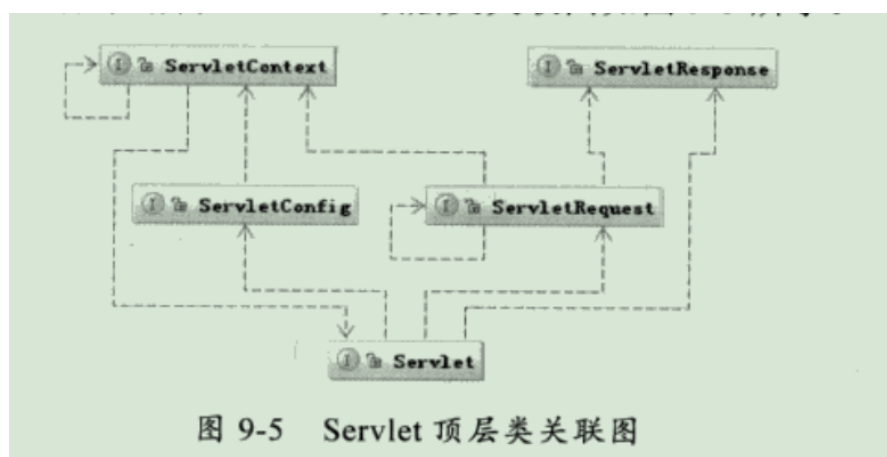 ServletContext
ServletResponse
ServletConfig
ServletRequest
Servlet
图 9-5 Servlet 顶层类关联图